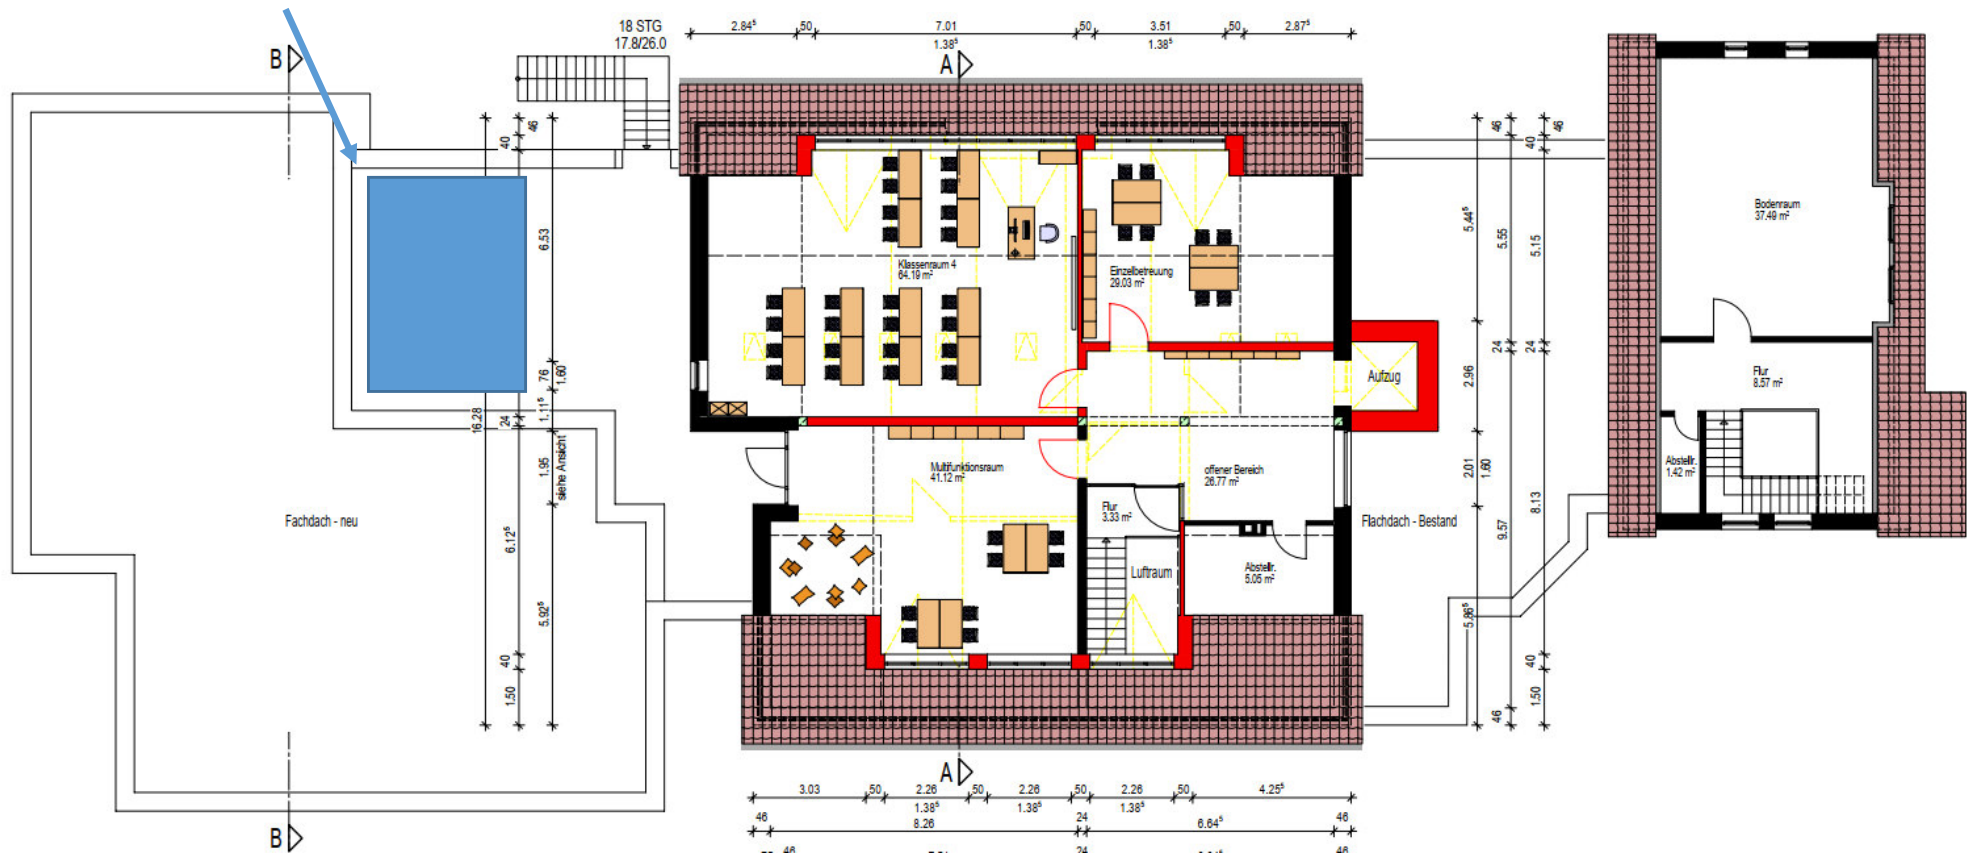 18 STG
17.8/26.0
2.84⁵ 50 7.01 50 3.51 50 2.87⁵
1.38⁵ 1.38⁵
B
A
46
40
6.53
76
1.60
1.11⁵
24
16.28
1.95
siehe Ansicht
6.12⁵
5.92⁵
40
1.50
Klassenraum 4
64.19 m²
Einzelbetreuung
29.03 m²
Aufzug
Multifunktionsraum
41.12 m²
offener Bereich
26.77 m²
Flur
3.33 m²
Luftraum
Abstellr.
5.05 m²
Fachdach - neu
Flachdach - Bestand
5.44⁵
2.96
2.01
1.60
5.86⁵
46
5.55
24
9.57
46
46
40
5.15
24
8.13
40
1.50
Bodenraum
37.49 m²
Flur
8.57 m²
Abstellr.
1.42 m²
A
B
3.03 50 2.26 50 2.26 50 2.26 50 4.25⁵
1.38⁵ 1.38⁵ 1.38⁵
46 8.26 24 6.64⁵ 46
46 24 46